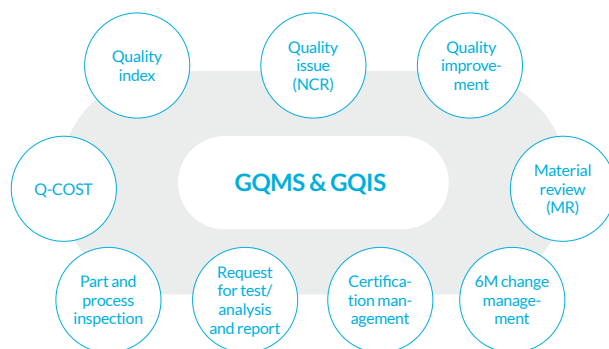 Quality
index
Quality
issue
(NCR)
Quality
improve-
ment
Q-COST
GQMS & GQIS
Material
review
(MR)
Part and
process
inspection
Request
for test/
analysis
and report
Certifica-
tion man-
agement
6M change
manage-
ment